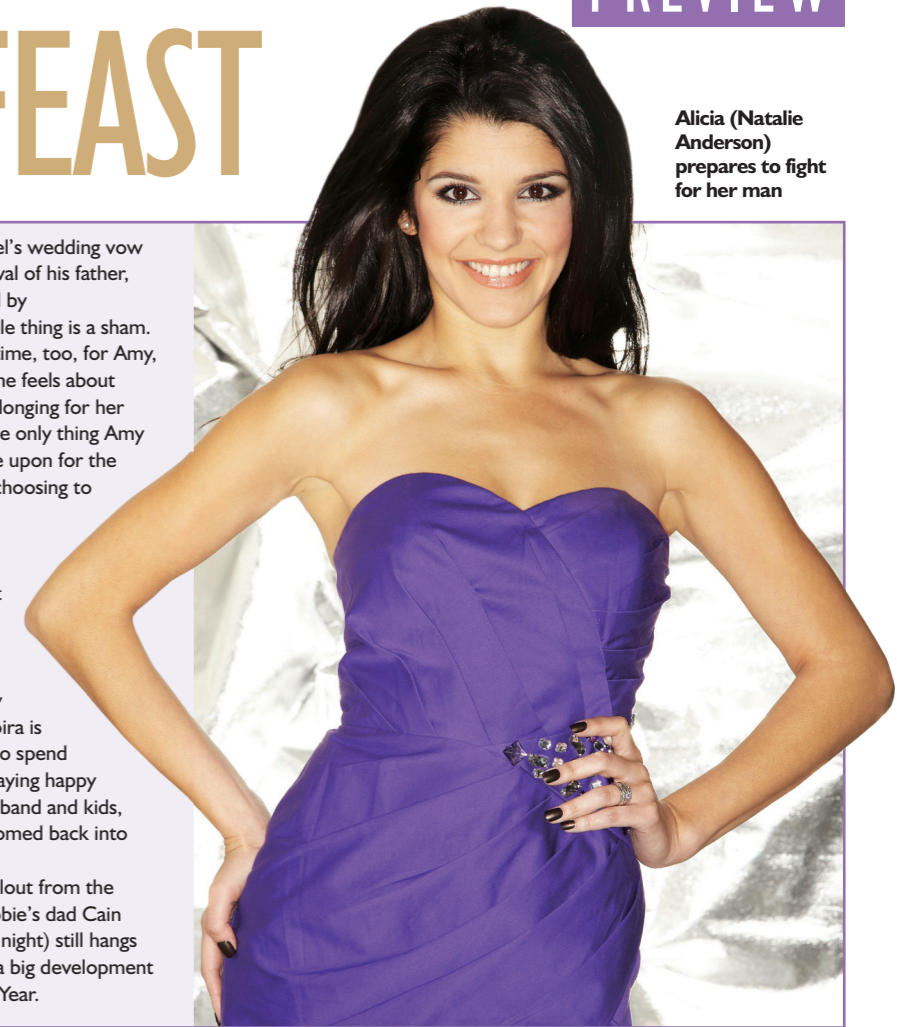 PREVIEW
FEAST
Alicia (Natalie
Anderson)
prepares to fight
for her man
el’s wedding vow
val of his father,
by
le thing is a sham.
ime, too, for Amy,
he feels about
longing for her
e only thing Amy
e upon for the
choosing to
ira is
o spend
aying happy
band and kids,
omed back into
llout from the
bie’s dad Cain
night) still hangs
a big development
Year.